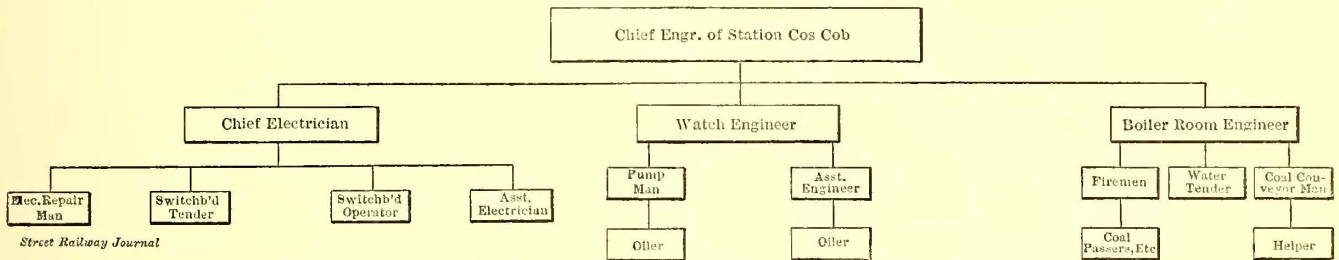 Chief Engr. of Station Cos Cob
Chief Electrician
Watch Engineer
Boiler Room Engineer
Elec. Repair
Man
Switchb'd
Tender
Switchb'd
Operator
Asst.
Electrician
Pump
Man
Asst.
Engineer
Firemen
Water
Tender
Coal Con-
veyor Man
Oiler
Oiler
Coal
Passers, Etc
Helper
Street Railway Journal